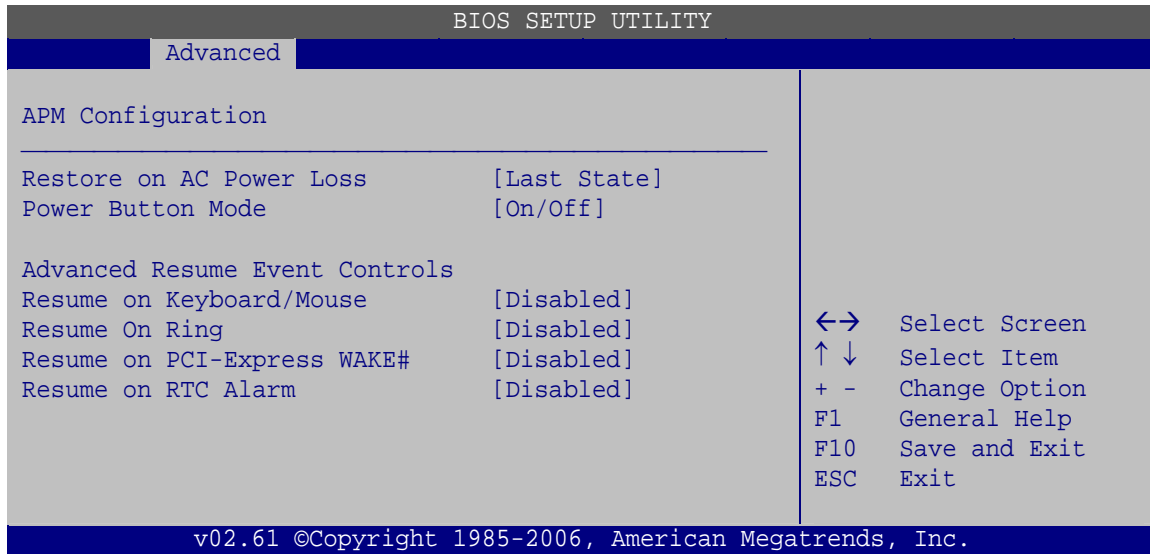 BIOS SETUP UTILITY
Advanced
APM Configuration
Restore on AC Power Loss [Last State]
Power Button Mode [On/Off]
Advanced Resume Event Controls
Resume on Keyboard/Mouse [Disabled]
Resume On Ring [Disabled]
Resume on PCI-Express WAKE# [Disabled]
Resume on RTC Alarm [Disabled]
←→ Select Screen
↑ ↓ Select Item
+ - Change Option
F1 General Help
F10 Save and Exit
ESC Exit
v02.61 ©Copyright 1985-2006, American Megatrends, Inc.